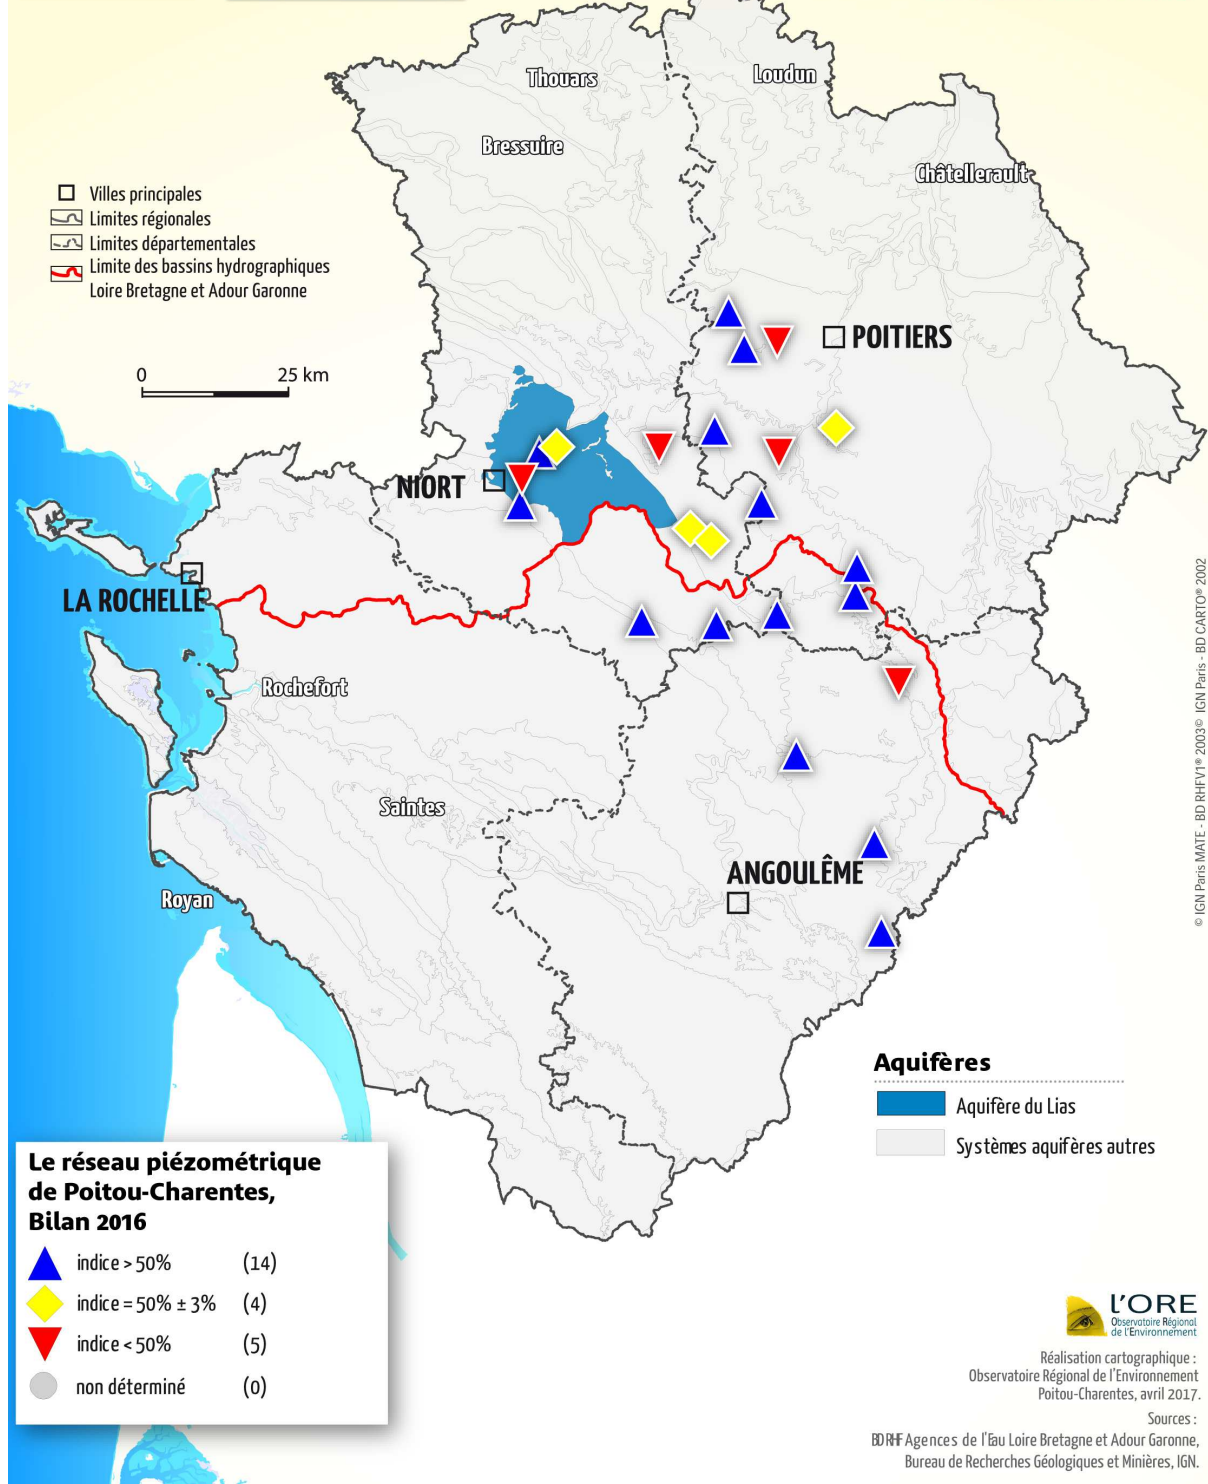 Thouars
Loudun
Bressuire
Châtellerault
Villes principales
Limites régionales
Limites départementales
Limite des bassins hydrographiques
Loire Bretagne et Adour Garonne
0 25 km
POITIERS
NIORT
LA ROCHELLE
Rochefort
Saintes
ANGOULÊME
Royan
© IGN Paris MATE - BD RHFV1® 2003© IGN Paris - BD CARTO® 2002
Aquifères
Aquifère du Lias
Systèmes aquifères autres
Le réseau piézométrique
de Poitou-Charentes,
Bilan 2016
indice > 50% (14)
indice = 50% ± 3% (4)
indice < 50% (5)
non déterminé (0)
L'ORE
Observatoire Régional
de l'Environnement
Réalisation cartographique :
Observatoire Régional de l'Environnement
Poitou-Charentes, avril 2017.
Sources :
BD RHF Agences de l'Eau Loire Bretagne et Adour Garonne,
Bureau de Recherches Géologiques et Minières, IGN.